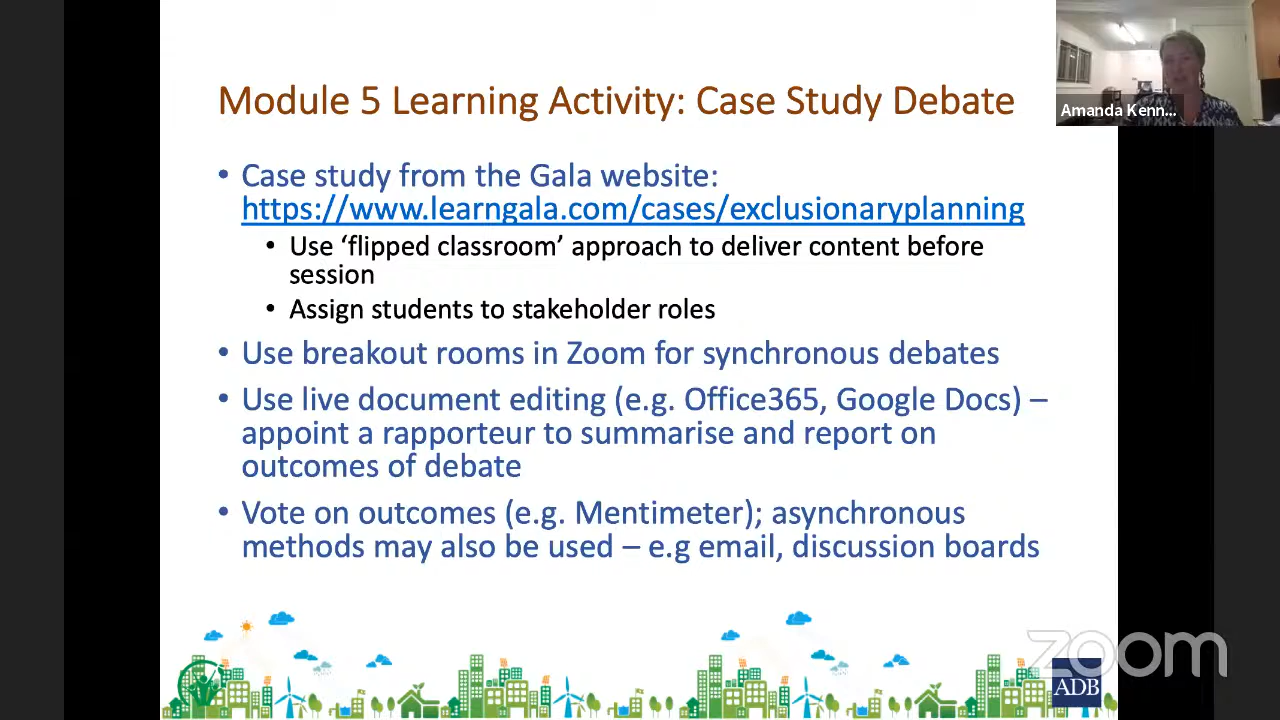 Module 5 Learning Activity: Case Study Debate
Amanda Kenn...
• Case study from the Gala website:
https://www.learngala.com/cases/exclusionaryplanning
• Use ‘flipped classroom’ approach to deliver content before
session
• Assign students to stakeholder roles
• Use breakout rooms in Zoom for synchronous debates
• Use live document editing (e.g. Office365, Google Docs) –
appoint a rapporteur to summarise and report on
outcomes of debate
• Vote on outcomes (e.g. Mentimeter); asynchronous
methods may also be used – e.g email, discussion boards
zoom
ADB